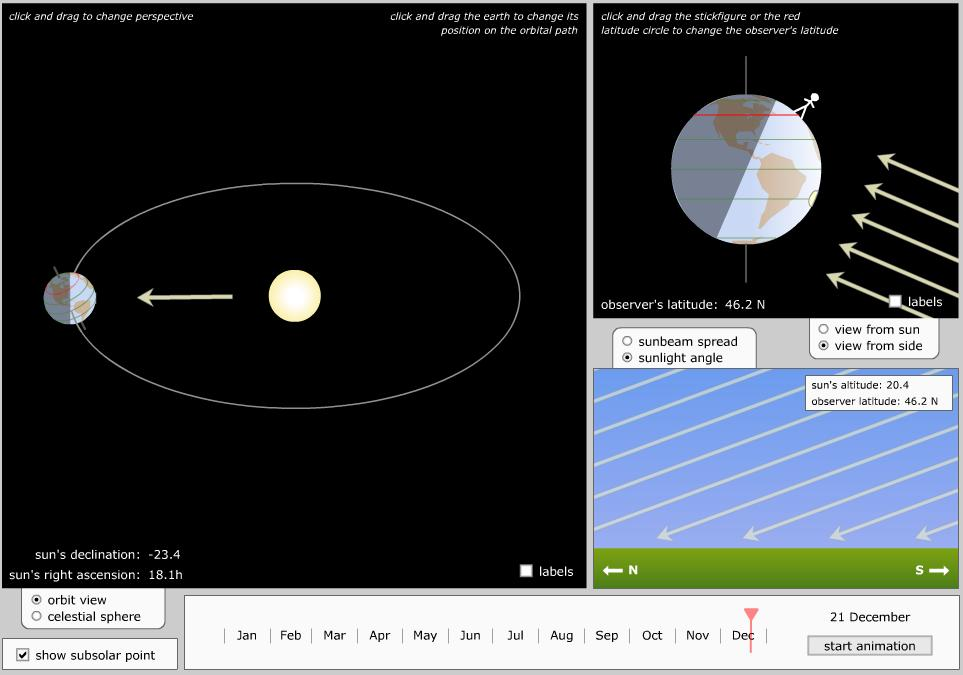 click and drag to change perspective
click and drag the earth to change its
position on the orbital path
sun's declination: -23.4
sun's right ascension: 18.1h
labels
click and drag the stickfigure or the red
latitude circle to change the observer's latitude
observer's latitude: 46.2 N
labels
view from sun
view from side
sunbeam spread
sunlight angle
sun's altitude: 20.4
observer latitude: 46.2 N
N
S
orbit view
celestial sphere
show subsolar point
Jan Feb Mar Apr May Jun Jul Aug Sep Oct Nov Dec
21 December
start animation